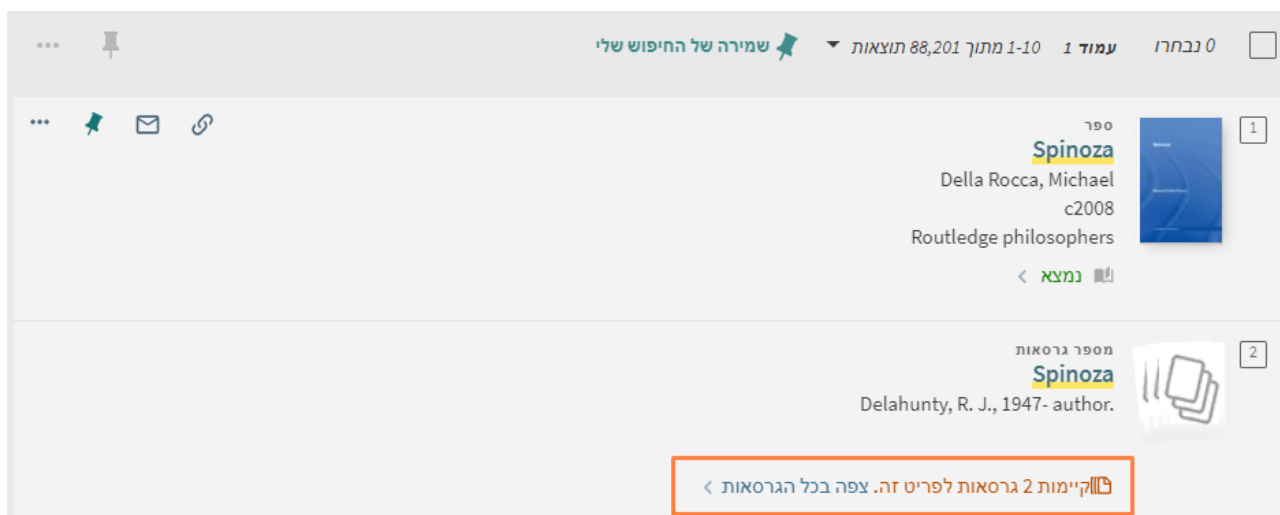 0 נבחרו עמוד 1 1-10 מתוך 88,201 תוצאות שמירה של החיפוש שלי
1
ספר
Spinoza
Della Rocca, Michael
c2008
Routledge philosophers
נמצא
2
מספר גרסאות
Spinoza
Delahunty, R. J., 1947- author.
קיימות 2 גרסאות לפריט זה. צפה בכל הגרסאות